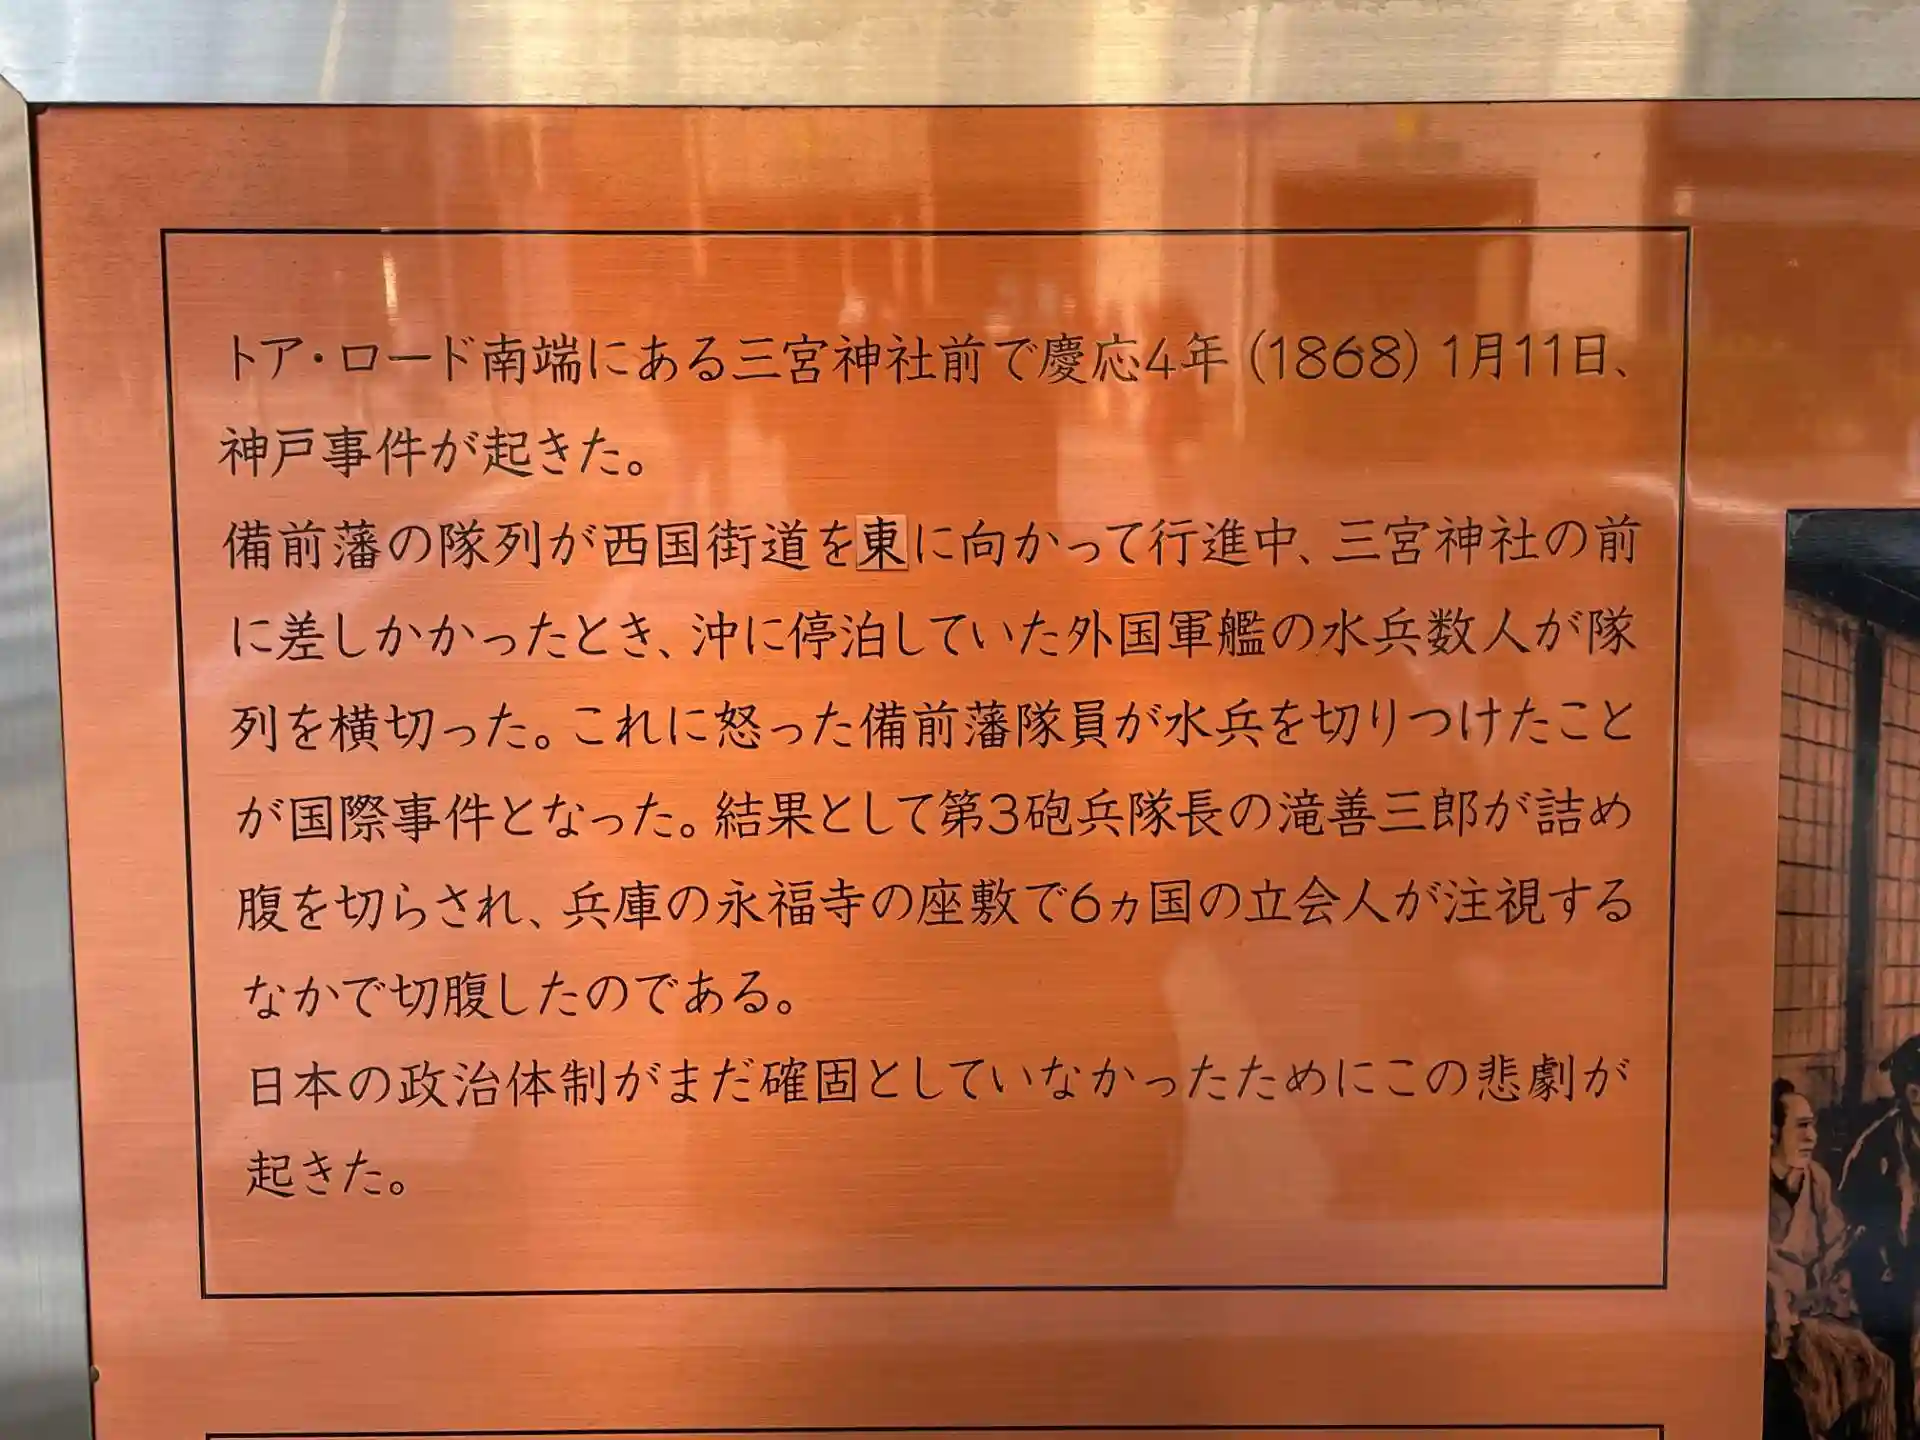 トア・ロード南端にある三宮神社前で慶応4年(1868)1月11日、
神戸事件が起きた。
備前藩の隊列が西国街道を東に向かって行進中、三宮神社の前
に差しかかったとき、沖に停泊していた外国軍艦の水兵数人が隊
列を横切った。これに怒った備前藩隊員が水兵を切りつけたこと
が国際事件となった。結果として第3砲兵隊長の滝善三郎が詰め
腹を切らされ、兵庫の永福寺の座敷で6ヵ国の立会人が注視する
なかで切腹したのである。
日本の政治体制がまだ確固としていなかったためにこの悲劇が
起きた。